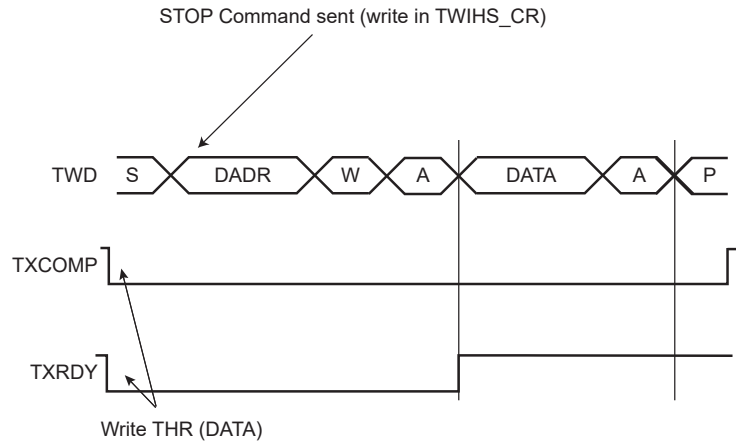 STOP Command sent (write in TWIHS_CR)
TWD S DADR W A DATA A P
TXCOMP
TXRDY
Write THR (DATA)